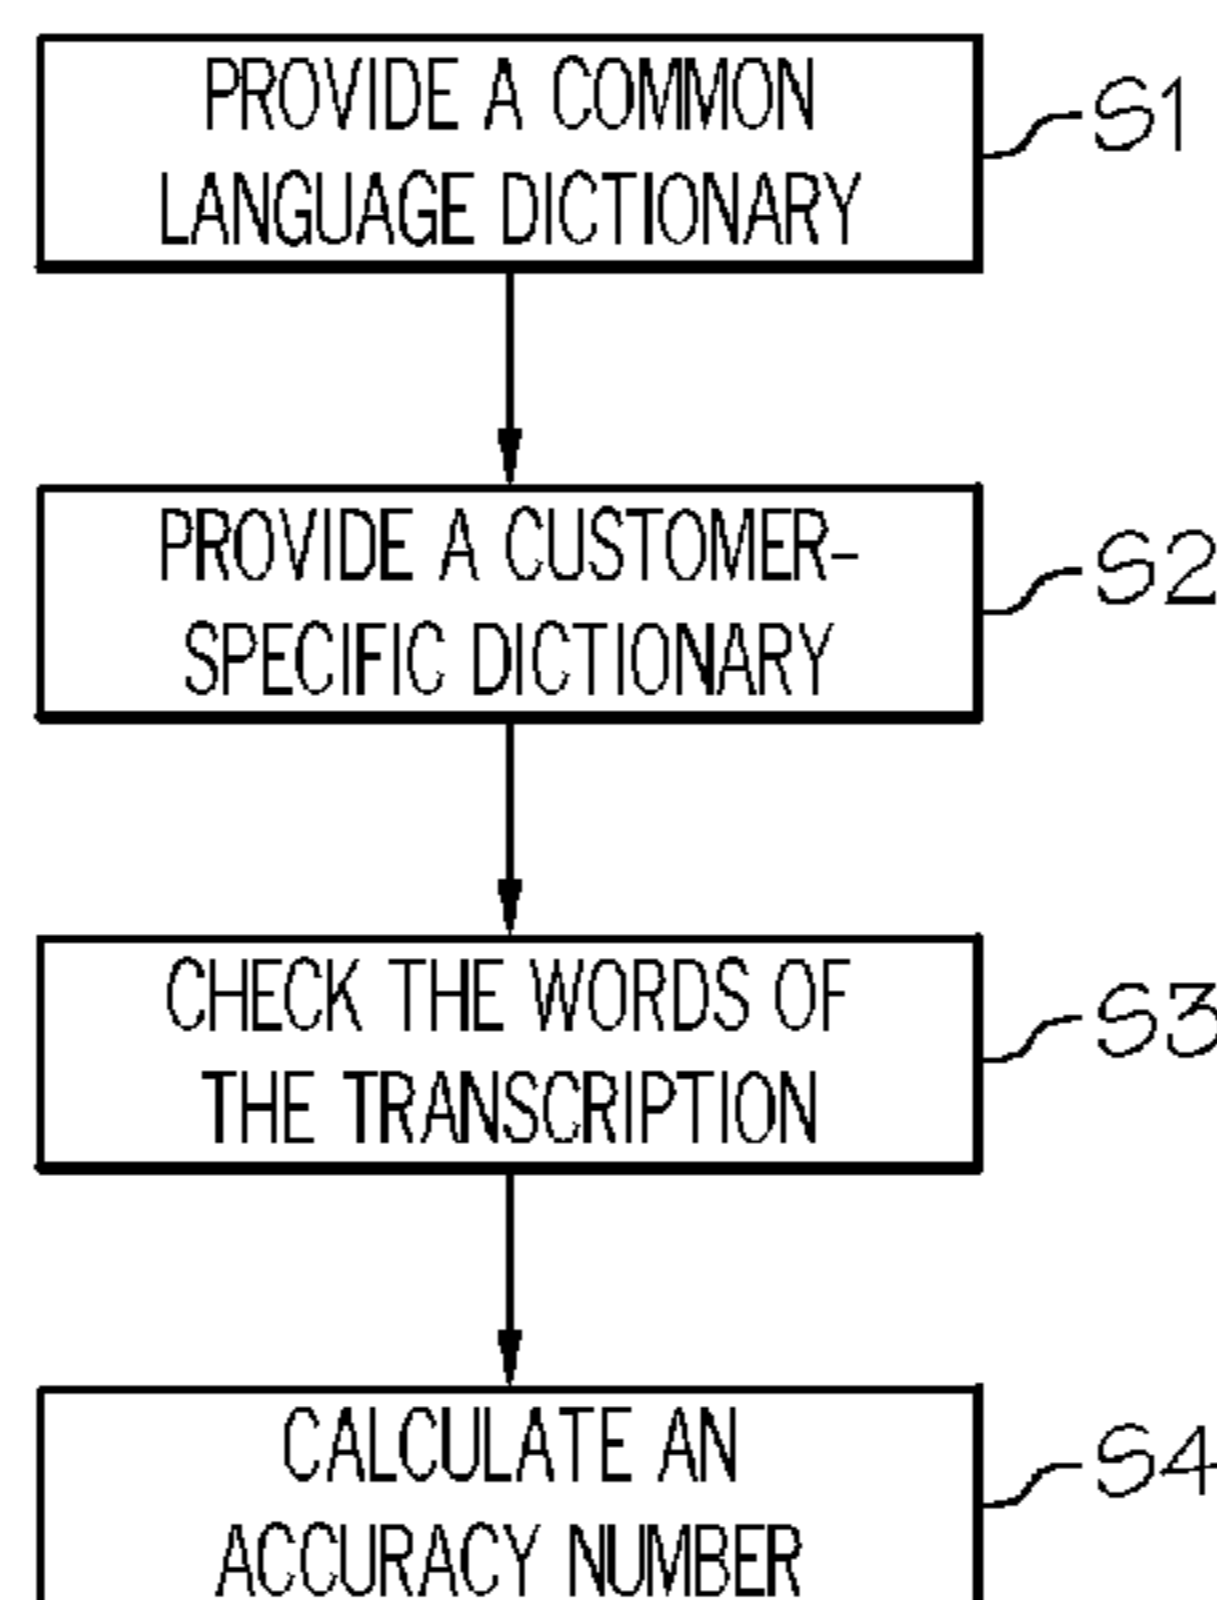 PROVIDE A COMMON
LANGUAGE DICTIONARY
S1
PROVIDE A CUSTOMER-
SPECIFIC DICTIONARY
S2
CHECK THE WORDS OF
THE TRANSCRIPTION
S3
CALCULATE AN
ACCURACY NUMBER
S4